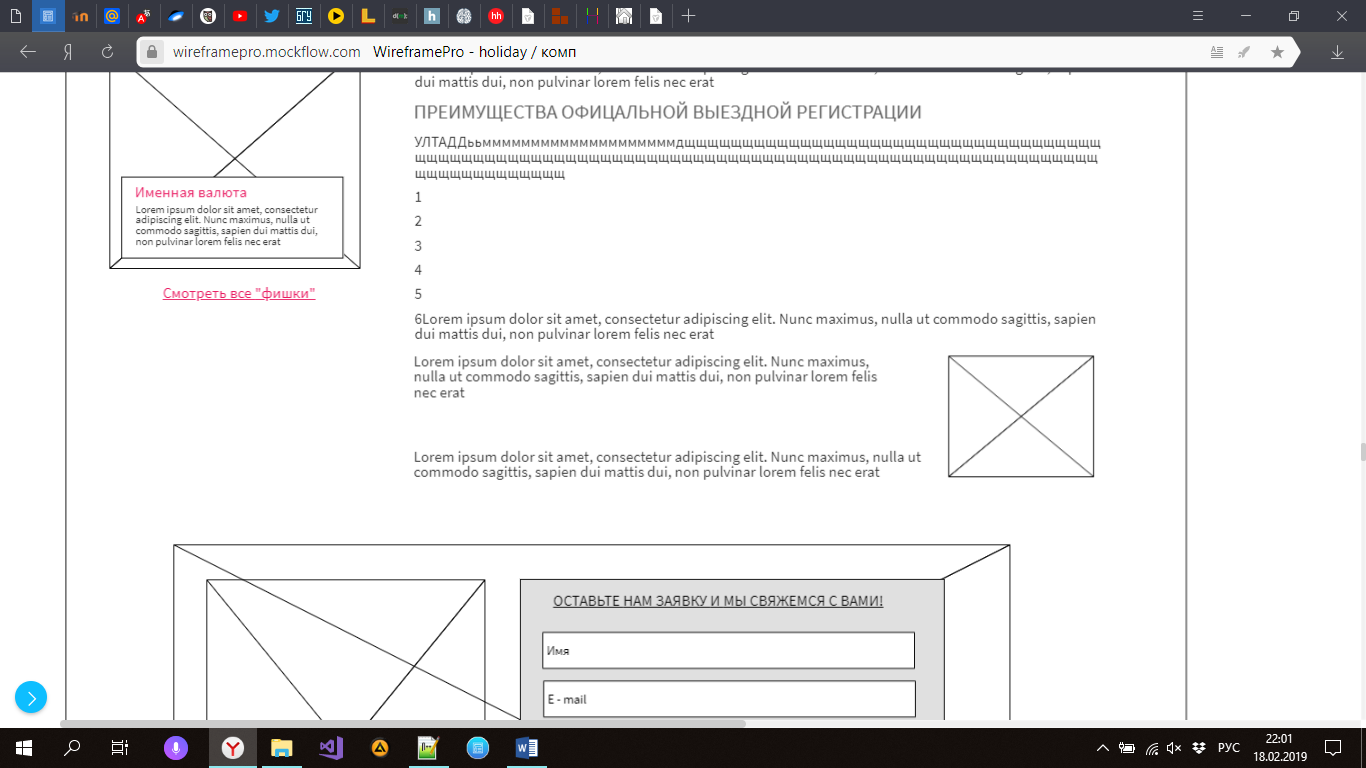 wireframepro.mockflow.com WireframePro - holiday / комп
dui mattis dui, non pulvinar lorem felis nec erat
ПРЕИМУЩЕСТВА ОФИЦАЛЬНОЙ ВЫЕЗДНОЙ РЕГИСТРАЦИИ
1
2
3
4
5
6Lorem ipsum dolor sit amet, consectetur adipiscing elit. Nunc maximus, nulla ut commodo sagittis, sapien
dui mattis dui, non pulvinar lorem felis nec erat
Lorem ipsum dolor sit amet, consectetur adipiscing elit. Nunc maximus,
nulla ut commodo sagittis, sapien dui mattis dui, non pulvinar lorem felis
nec erat
Lorem ipsum dolor sit amet, consectetur adipiscing elit. Nunc maximus, nulla ut
commodo sagittis, sapien dui mattis dui, non pulvinar lorem felis nec erat
Именная валюта
Lorem ipsum dolor sit amet, consectetur
adipiscing elit. Nunc maximus, nulla ut
commodo sagittis, sapien dui mattis dui,
non pulvinar lorem felis nec erat
Смотреть все "фишки"
ОСТАВЬТЕ НАМ ЗАЯВКУ И МЫ СВЯЖЕМСЯ С ВАМИ!
Имя
E - mail
РУС
22:01
18.02.2019